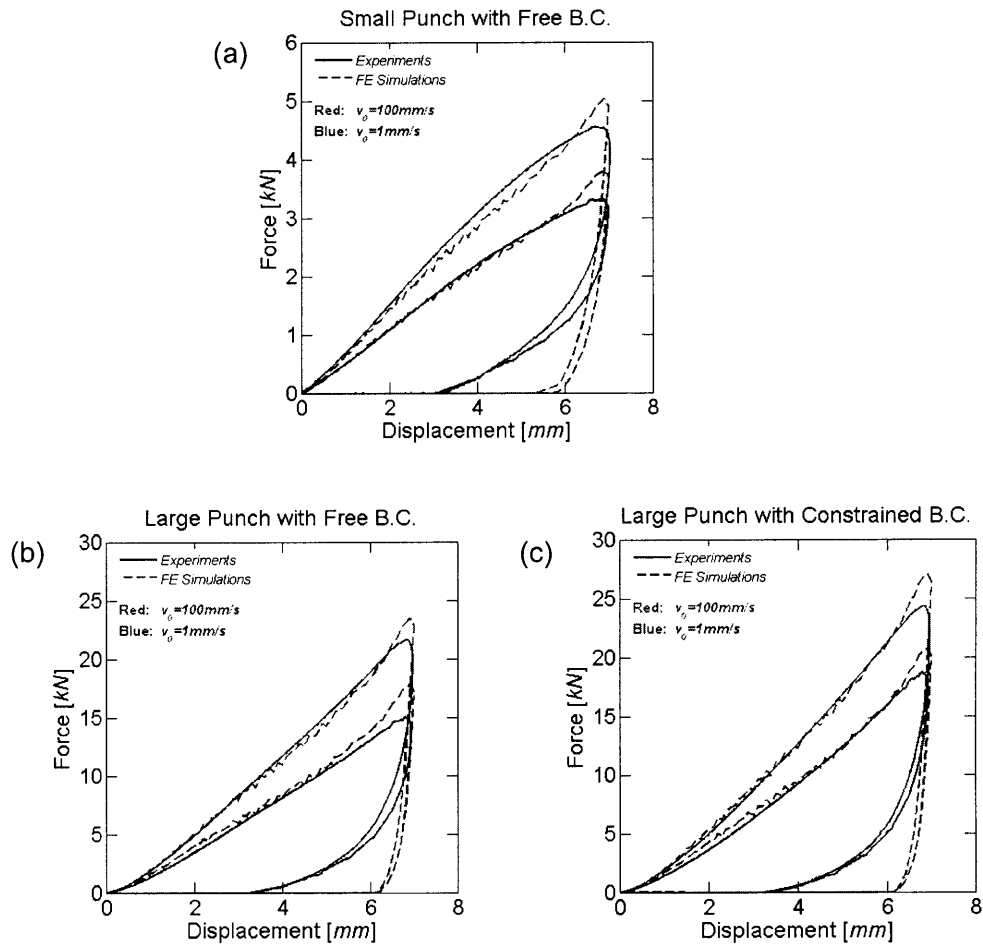 Small Punch with Free B.C.
(a)
6
5
4
3
2
1
0
Force [kN]
Experiments
FE Simulations
Red: v₀=100mm/s
Blue: v₀=1mm/s
0 2 4 6 8
Displacement [mm]
Large Punch with Free B.C.
(b)
30
25
20
15
10
5
0
Force [kN]
Experiments
FE Simulations
Red: v₀=100mm/s
Blue: v₀=1mm/s
0 2 4 6 8
Displacement [mm]
Large Punch with Constrained B.C.
(c)
30
25
20
15
10
5
0
Force [kN]
Experiments
FE Simulations
Red: v₀=100mm/s
Blue: v₀=1mm/s
0 2 4 6 8
Displacement [mm]